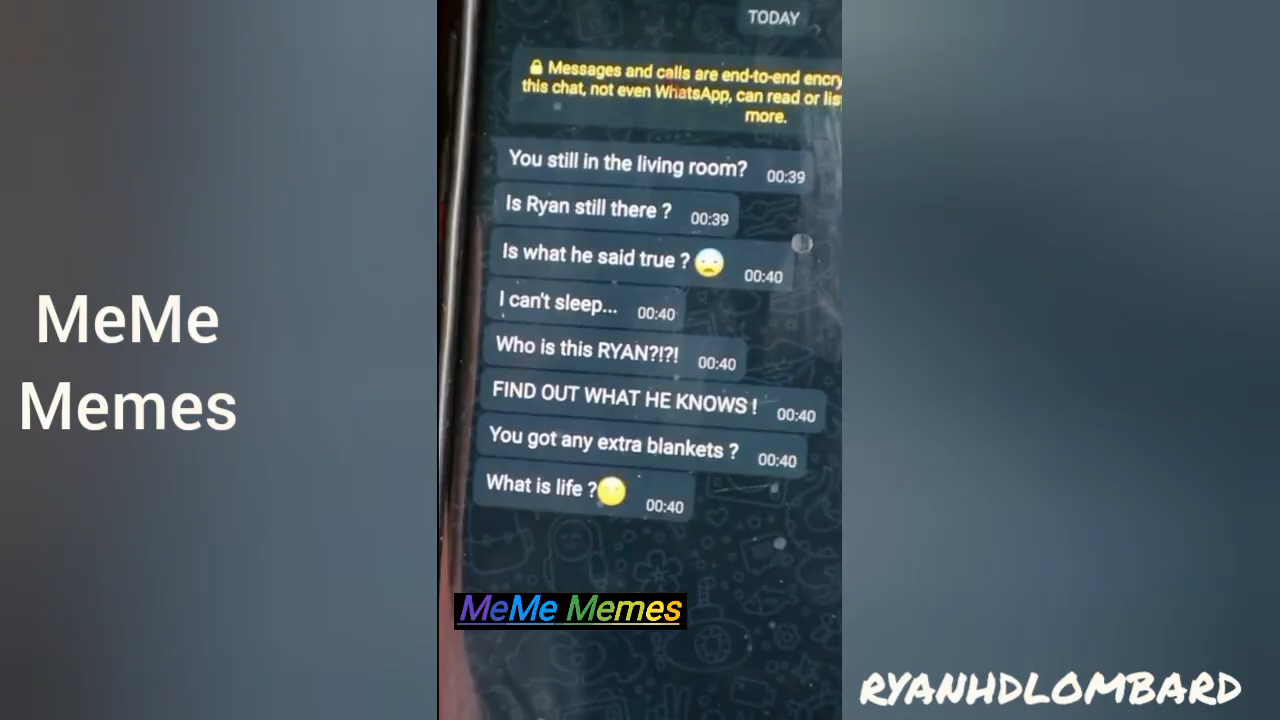 TODAY
🔒 Messages and calls are end-to-end encry
this chat, not even WhatsApp, can read or lis
more.
You still in the living room? 00:39
Is Ryan still there ? 00:39
Is what he said true ? 😨 00:40
I can't sleep... 00:40
Who is this RYAN?!?! 00:40
FIND OUT WHAT HE KNOWS ! 00:40
You got any extra blankets ? 00:40
What is life ? 00:40
MeMe
Memes
MeMe Memes
RYANHDLOMBARD